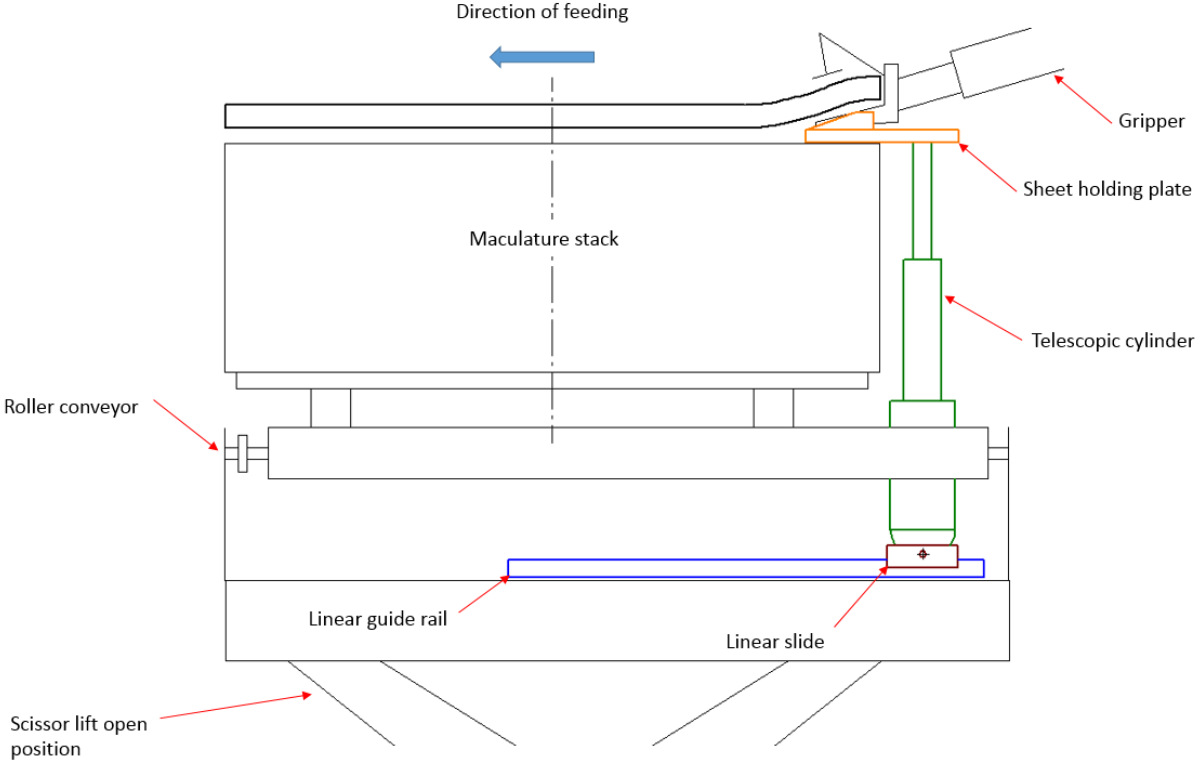 Direction of feeding
Gripper
Sheet holding plate
Maculature stack
Telescopic cylinder
Roller conveyor
Linear guide rail
Linear slide
Scissor lift open
position